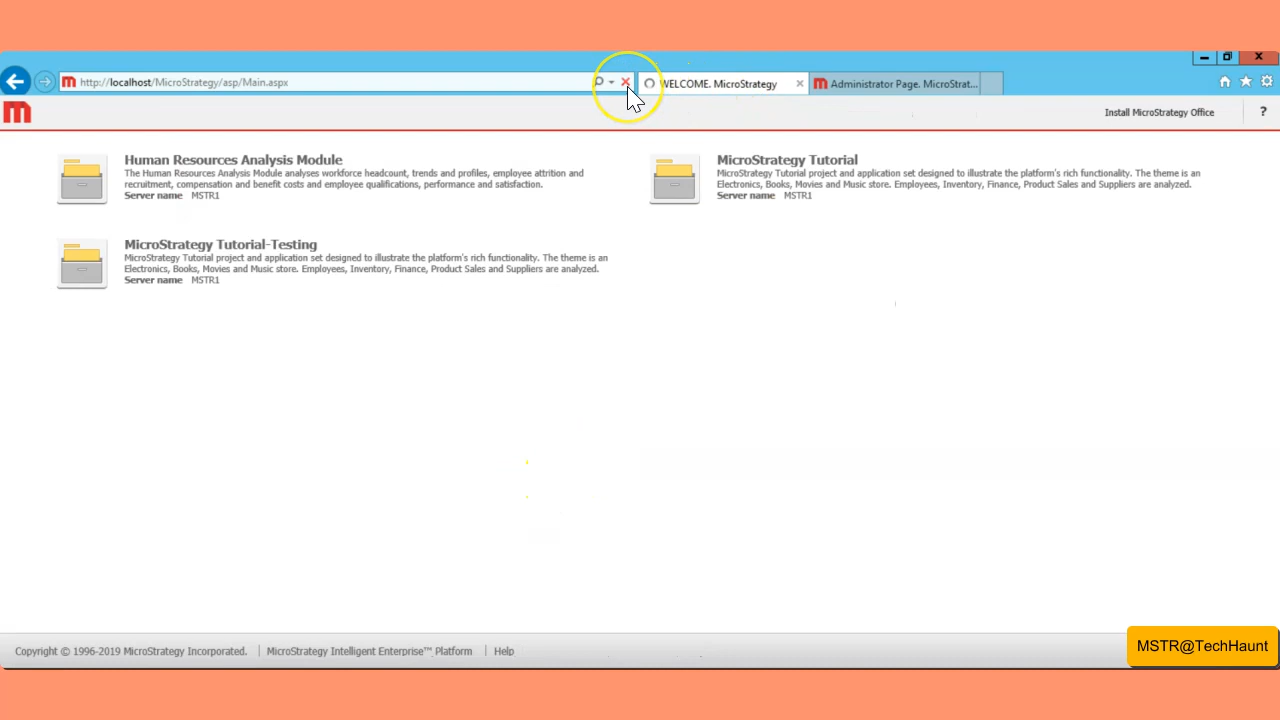 http://localhost/MicroStrategy/asp/Main.aspx
WELCOME. MicroStrategy
Administrator Page. MicroStrat...
Install MicroStrategy Office
?
Human Resources Analysis Module
The Human Resources Analysis Module analyses workforce headcount, trends and profiles, employee attrition and
recruitment, compensation and benefit costs and employee qualifications, performance and satisfaction.
Server name MSTR1
MicroStrategy Tutorial
MicroStrategy Tutorial project and application set designed to illustrate the platform's rich functionality. The theme is an
Electronics, Books, Movies and Music store. Employees, Inventory, Finance, Product Sales and Suppliers are analyzed.
Server name MSTR1
MicroStrategy Tutorial-Testing
MicroStrategy Tutorial project and application set designed to illustrate the platform's rich functionality. The theme is an
Electronics, Books, Movies and Music store. Employees, Inventory, Finance, Product Sales and Suppliers are analyzed.
Server name MSTR1
Copyright © 1996-2019 MicroStrategy Incorporated. | MicroStrategy Intelligent Enterprise™ Platform | Help
MSTR@TechHaunt